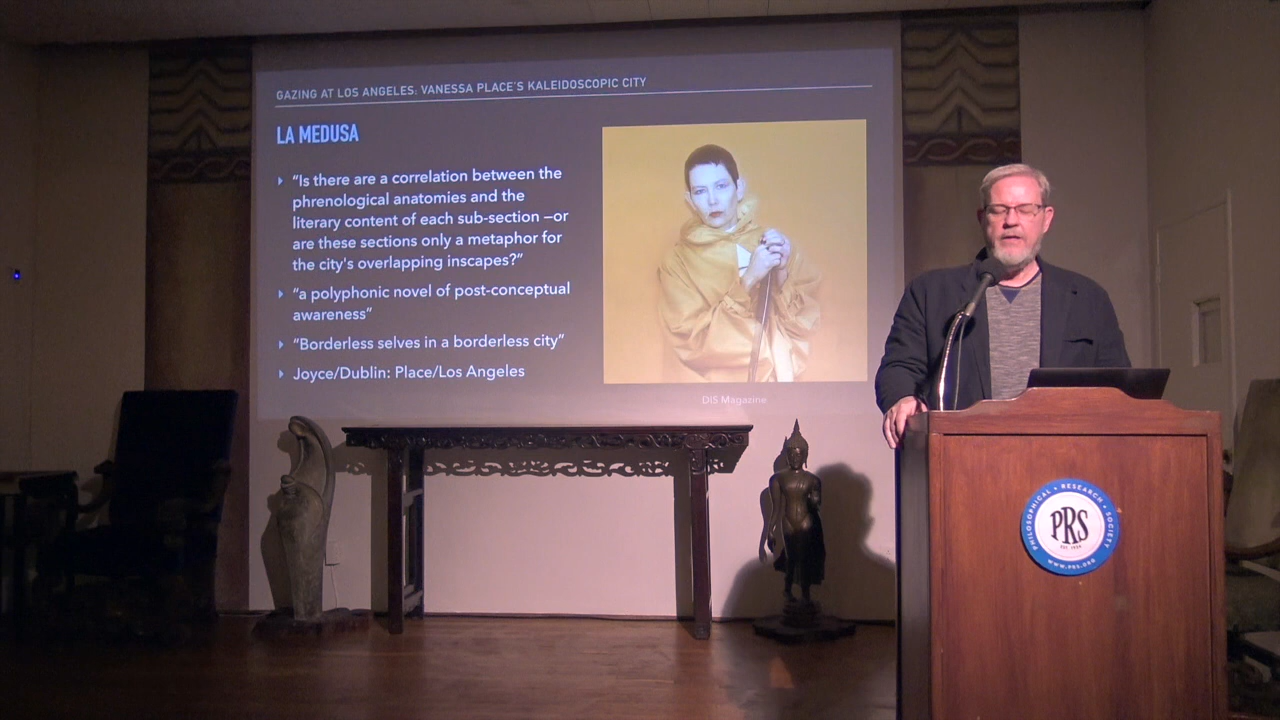 GAZING AT LOS ANGELES: VANESSA PLACE'S KALEIDOSCOPIC CITY
LA MEDUSA
"Is there are a correlation between the
phrenological anatomies and the
literary content of each sub-section –or
are these sections only a metaphor for
the city's overlapping inscapes?"
"a polyphonic novel of post-conceptual
awareness"
"Borderless selves in a borderless city"
Joyce/Dublin: Place/Los Angeles
DIS Magazine
PHILOSOPHICAL • RESEARCH • SOCIETY
PRS
EST. 1934
WWW.PRS.ORG